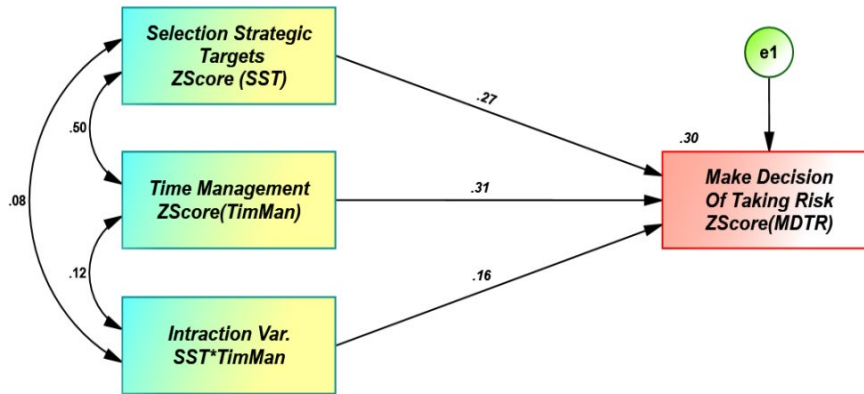 Selection Strategic
Targets
ZScore (SST)
e1
.27
.50
.30
.08
Time Management
ZScore(TimMan)
.31
Make Decision
Of Taking Risk
ZScore(MDTR)
.12
.16
Intraction Var.
SST*TimMan